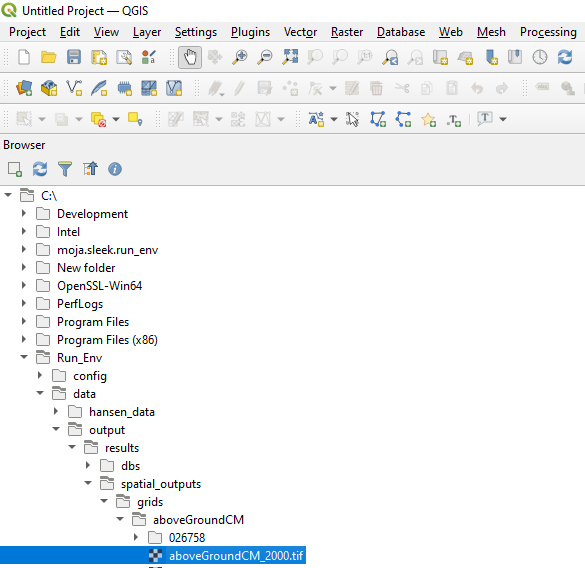 Untitled Project — QGIS
Project Edit View Layer Settings Plugins Vector Raster Database Web Mesh Processing
Browser
C:\
Development
Intel
moja.sleek.run_env
New folder
OpenSSL-Win64
PerfLogs
Program Files
Program Files (x86)
Run_Env
config
data
hansen_data
output
results
dbs
spatial_outputs
grids
aboveGroundCM
026758
aboveGroundCM_2000.tif